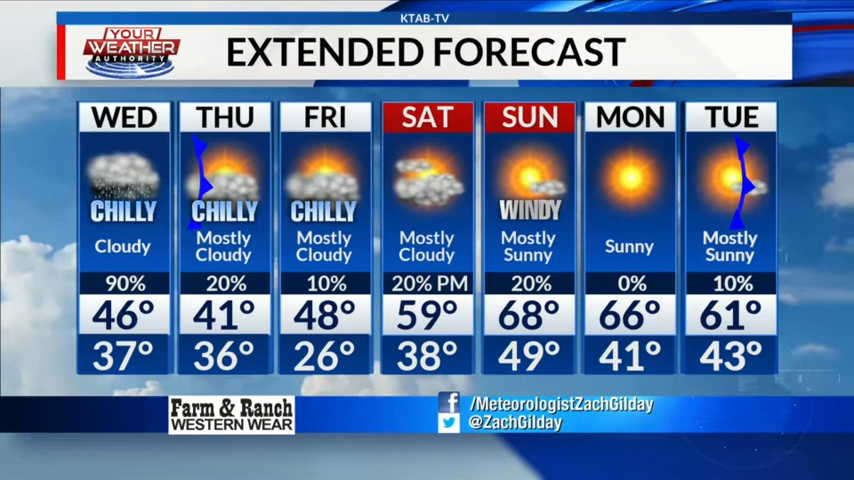 KTAB-TV
YOUR
WEATHER
AUTHORITY
EXTENDED FORECAST
WED THU FRI SAT SUN MON TUE
CHILLY CHILLY CHILLY WINDY
Cloudy Mostly Cloudy Mostly Cloudy Mostly Cloudy Mostly Sunny Sunny Mostly Sunny
90% 20% 10% 20% PM 20% 0% 10%
46° 41° 48° 59° 68° 66° 61°
37° 36° 26° 38° 49° 41° 43°
Farm & Ranch
WESTERN WEAR
/MeteorologistZachGilday
@ZachGilday